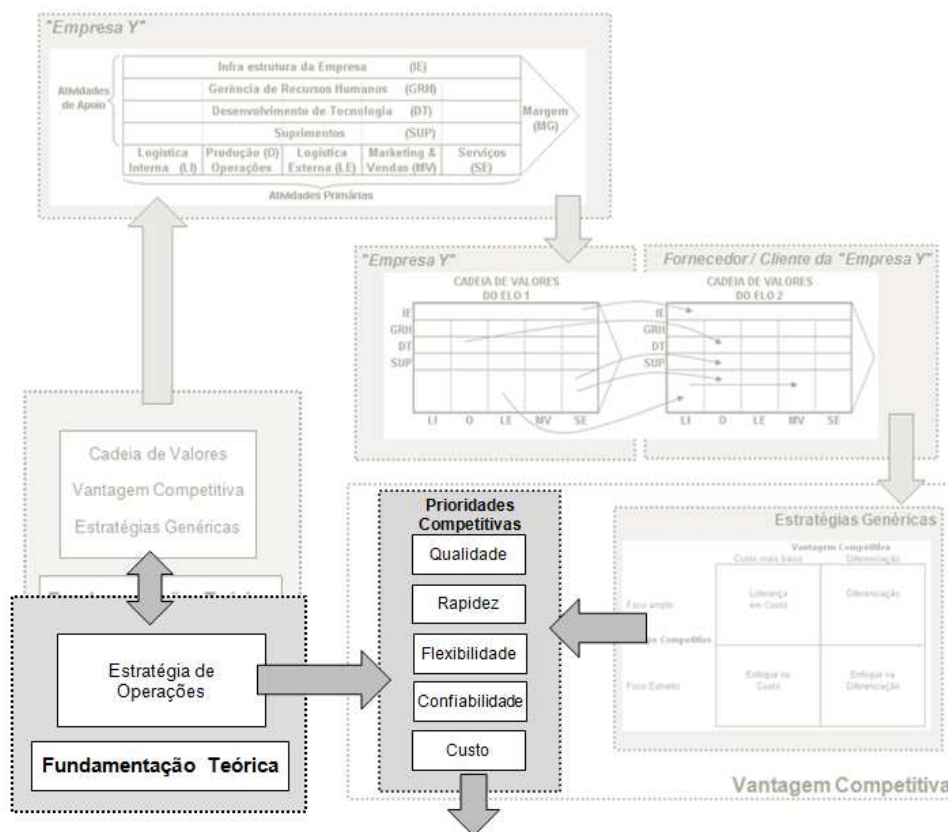 "Empresa Y"
Atividades
de Apoio
Infra estrutura da Empresa (IE)
Gerência de Recursos Humanos (GRH)
Desenvolvimento de Tecnologia (DT)
Suprimentos (SUP)
Margem
(MG)
Logística
Interna (LI)
Produção (O)
Operações
Logística
Externa (LE)
Marketing &
Vendas (MV)
Serviços
(SE)
Atividades Primárias
"Empresa Y"
CADEIA DE VALORES
DO ELO 1
IE
GRH
DT
SUP
LI O LE MV SE
Fornecedor / Cliente da "Empresa Y"
CADEIA DE VALORES
DO ELO 2
IE
GRH
DT
SUP
LI O LE MV SE
Cadeia de Valores
Vantagem Competitiva
Estratégias Genéricas
Estratégia de
Operações
Fundamentação Teórica
Prioridades
Competitivas
Qualidade
Rapidez
Flexibilidade
Confiabilidade
Custo
Estratégias Genéricas
Vantagem Competitiva
Custo mais baixo Diferenciação
Foco amplo
Liderança
em Custo
Diferenciação
Competitivo
Foco Estreito
Enfoque no
Custo
Enfoque na
Diferenciação
Vantagem Competitiva